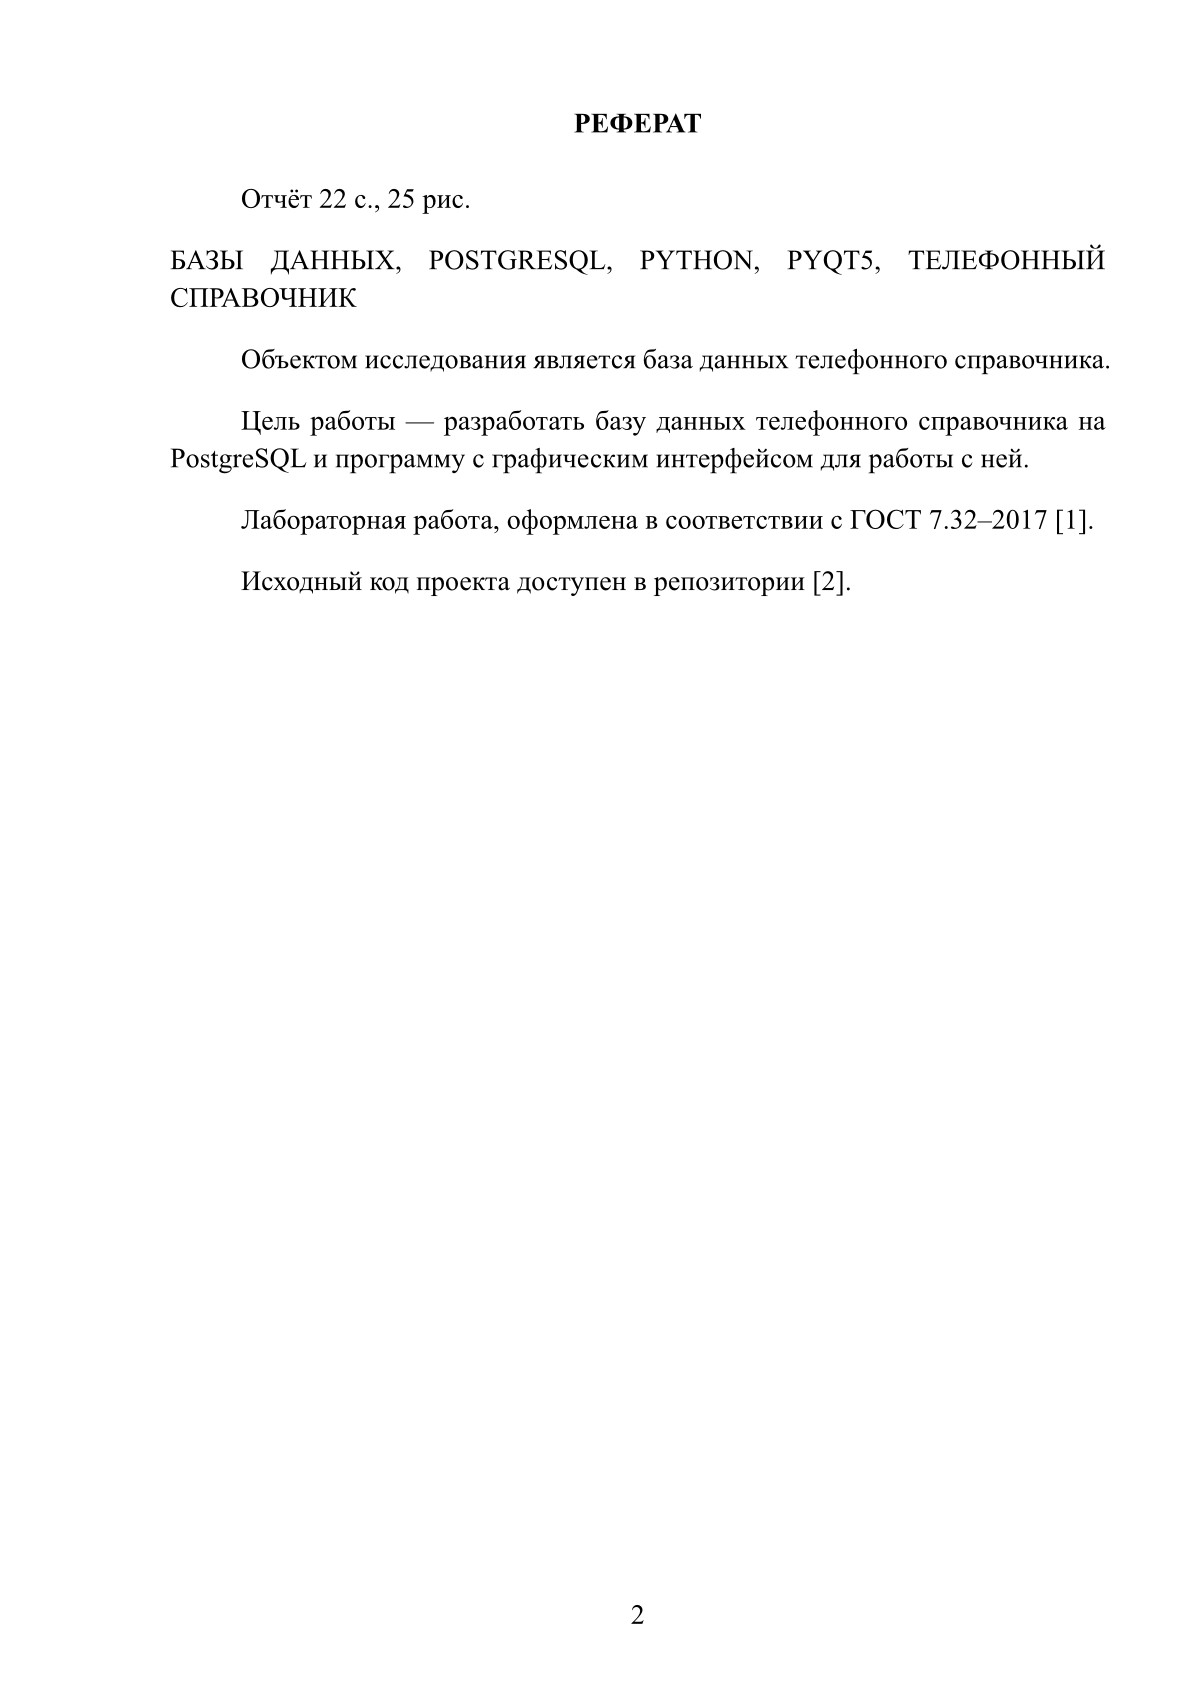 РЕФЕРАТ
Отчёт 22 с., 25 рис.
БАЗЫ ДАННЫХ, POSTGRESQL, PYTHON, PYQT5, ТЕЛЕФОННЫЙ
СПРАВОЧНИК
Объектом исследования является база данных телефонного справочника.
Цель работы — разработать базу данных телефонного справочника на
PostgreSQL и программу с графическим интерфейсом для работы с ней.
Лабораторная работа, оформлена в соответствии с ГОСТ 7.32–2017 [1].
Исходный код проекта доступен в репозитории [2].
2